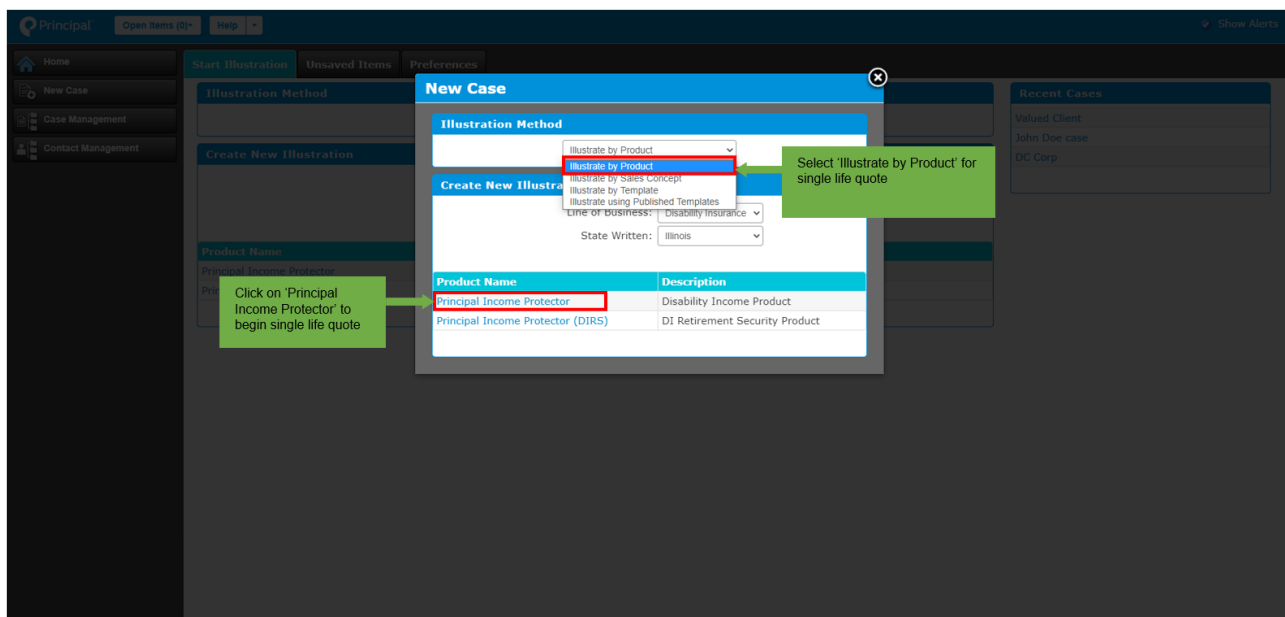 Principal
Open Items (0)
Help
Show Alerts
Home
New Case
Case Management
Contact Management
Start Illustration
Unsaved Items
Preferences
Illustration Method
Create New Illustration
Product Name
Principal Income Protector
Recent Cases
Valued Client
John Doe case
DC Corp
New Case
Illustration Method
Illustrate by Product
Illustrate by Product
Illustrate by Sales Concept
Illustrate by Template
Illustrate using Published Templates
Select ‘Illustrate by Product’ for
single life quote
Create New Illustra
Line of Business: Disability Insurance
State Written: Illinois
Product Name Description
Principal Income Protector Disability Income Product
Principal Income Protector (DIRS) DI Retirement Security Product
Click on ‘Principal
Income Protector’ to
begin single life quote